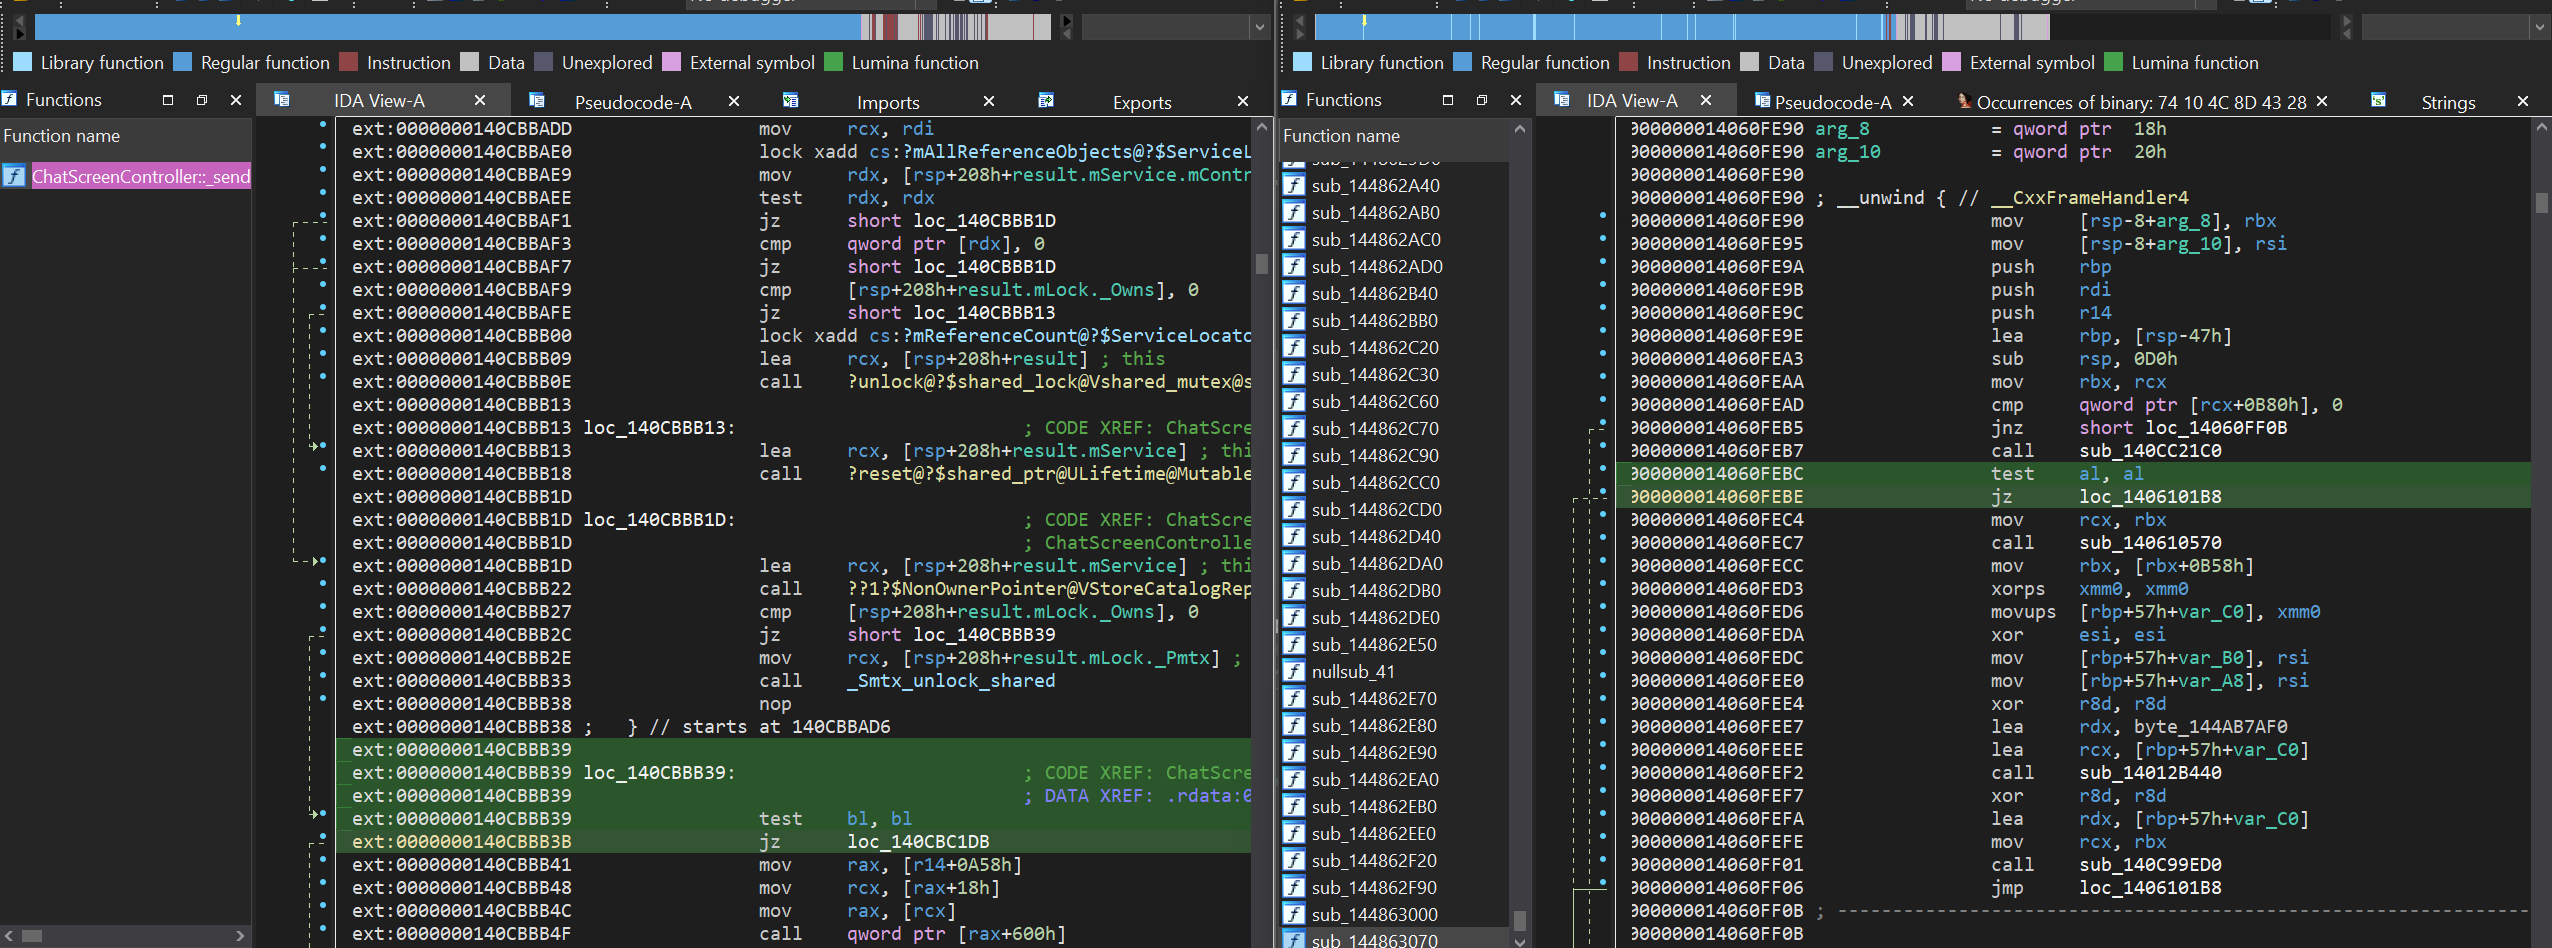 Library function Regular function Instruction Data Unexplored External symbol Lumina function
Functions
IDA View-A
Pseudocode-A
Imports
Exports
Function name
ChatScreenController::_send
ext:0000000140CBBADD mov rcx, rdi
ext:0000000140CBBAE0 lock xadd cs:?mAllReferenceObjects@?$ServiceLo
ext:0000000140CBBAE9 mov rdx, [rsp+208h+result.mService.mContr
ext:0000000140CBBAEE test rdx, rdx
ext:0000000140CBBAF1 jz short loc_140CBBB1D
ext:0000000140CBBAF3 cmp qword ptr [rdx], 0
ext:0000000140CBBAF7 jz short loc_140CBBB1D
ext:0000000140CBBAF9 cmp [rsp+208h+result.mLock._Owns], 0
ext:0000000140CBBAFE jz short loc_140CBBB13
ext:0000000140CBBB00 lock xadd cs:?mReferenceCount@?$ServiceLocato
ext:0000000140CBBB09 lea rcx, [rsp+208h+result] ; this
ext:0000000140CBBB0E call ?unlock@?$shared_lock@Vshared_mutex@s
ext:0000000140CBBB13
ext:0000000140CBBB13 loc_140CBBB13: ; CODE XREF: ChatScre
ext:0000000140CBBB13 lea rcx, [rsp+208h+result.mService] ; thi
ext:0000000140CBBB18 call ?reset@?$shared_ptr@ULifetime@Mutable
ext:0000000140CBBB1D
ext:0000000140CBBB1D loc_140CBBB1D: ; CODE XREF: ChatScre
ext:0000000140CBBB1D ; ChatScreenControlle
ext:0000000140CBBB1D lea rcx, [rsp+208h+result.mService] ; thi
ext:0000000140CBBB22 call ??1?$NonOwnerPointer@VStoreCatalogRep
ext:0000000140CBBB27 cmp [rsp+208h+result.mLock._Owns], 0
ext:0000000140CBBB2C jz short loc_140CBBB39
ext:0000000140CBBB2E mov rcx, [rsp+208h+result.mLock._Pmtx] ;
ext:0000000140CBBB33 call _Smtx_unlock_shared
ext:0000000140CBBB38 nop
ext:0000000140CBBB38 ; } // starts at 140CBBAD6
ext:0000000140CBBB39
ext:0000000140CBBB39 loc_140CBBB39: ; CODE XREF: ChatScre
ext:0000000140CBBB39 ; DATA XREF: .rdata:0
ext:0000000140CBBB39 test bl, bl
ext:0000000140CBBB3B jz loc_140CBC1DB
ext:0000000140CBBB41 mov rax, [r14+0A58h]
ext:0000000140CBBB48 mov rcx, [rax+18h]
ext:0000000140CBBB4C mov rax, [rcx]
ext:0000000140CBBB4F call qword ptr [rax+600h]
Library function Regular function Instruction Data Unexplored External symbol Lumina function
Functions
IDA View-A
Pseudocode-A
Occurrences of binary: 74 10 4C 8D 43 28
Strings
Function name
sub_144862A40
sub_144862AB0
sub_144862AC0
sub_144862AD0
sub_144862B40
sub_144862BB0
sub_144862C20
sub_144862C30
sub_144862C60
sub_144862C70
sub_144862C90
sub_144862CC0
sub_144862CD0
sub_144862D40
sub_144862DA0
sub_144862DB0
sub_144862DE0
sub_144862E50
nullsub_41
sub_144862E70
sub_144862E80
sub_144862E90
sub_144862EA0
sub_144862EB0
sub_144862EE0
sub_144862F20
sub_144862F90
sub_144863000
sub_144863070
000000014060FE90 arg_8 = qword ptr 18h
000000014060FE90 arg_10 = qword ptr 20h
000000014060FE90
000000014060FE90 ; __unwind { // __CxxFrameHandler4
000000014060FE90 mov [rsp-8+arg_8], rbx
000000014060FE95 mov [rsp-8+arg_10], rsi
000000014060FE9A push rbp
000000014060FE9B push rdi
000000014060FE9C push r14
000000014060FE9E lea rbp, [rsp-47h]
000000014060FEA3 sub rsp, 0D0h
000000014060FEAA mov rbx, rcx
000000014060FEAD cmp qword ptr [rcx+0B80h], 0
000000014060FEB5 jnz short loc_14060FF0B
000000014060FEB7 call sub_140CC21C0
000000014060FEBC test al, al
000000014060FEBE jz loc_1406101B8
000000014060FEC4 mov rcx, rbx
000000014060FEC7 call sub_140610570
000000014060FECC mov rbx, [rbx+0B58h]
000000014060FED3 xorps xmm0, xmm0
000000014060FED6 movups [rbp+57h+var_C0], xmm0
000000014060FEDA xor esi, esi
000000014060FEDC mov [rbp+57h+var_B0], rsi
000000014060FEE0 mov [rbp+57h+var_A8], rsi
000000014060FEE4 xor r8d, r8d
000000014060FEE7 lea rdx, byte_144AB7AF0
000000014060FEEE lea rcx, [rbp+57h+var_C0]
000000014060FEF2 call sub_14012B440
000000014060FEF7 xor r8d, r8d
000000014060FEFA lea rdx, [rbp+57h+var_C0]
000000014060FEFE mov rcx, rbx
000000014060FF01 call sub_140C99ED0
000000014060FF06 jmp loc_1406101B8
000000014060FF0B ; ---------------------------------------------------------------
000000014060FF0B